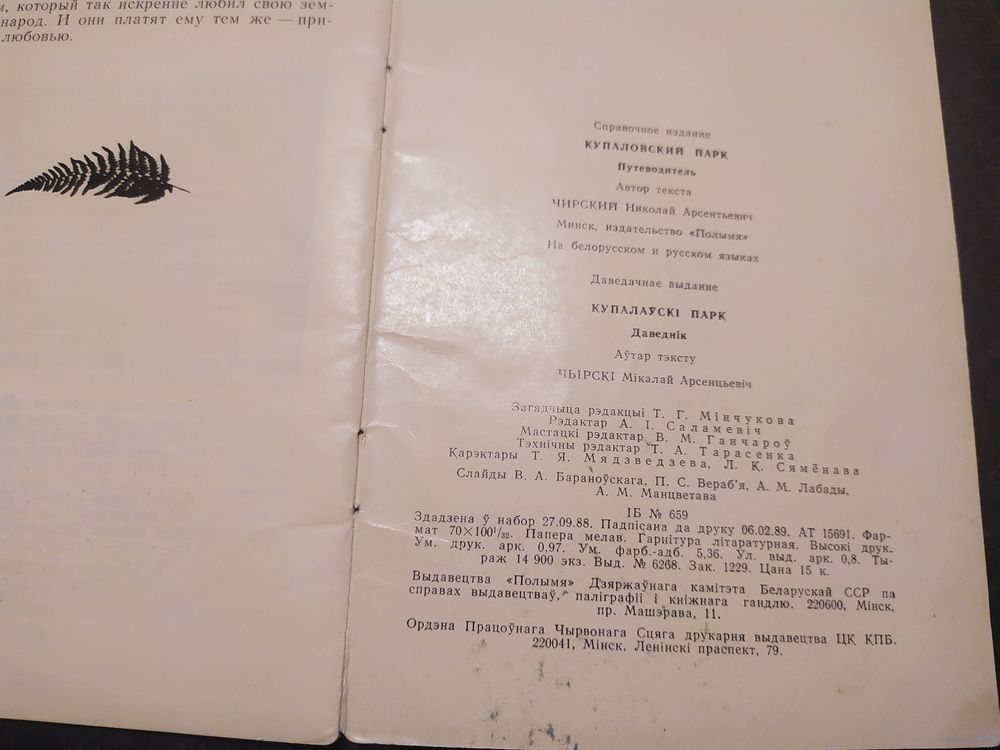 м, который так искренне любил свою зем-
народ. И они платят ему тем же — при-
любовью.
Справочное издание
КУПАЛОВСКИЙ ПАРК
Путеводитель
Автор текста
ЧИРСКИЙ Николай Арсентьевич
Минск, издательство «Полымя»
На белорусском и русском языках
Даведачнае выданне
КУПАЛАЎСКІ ПАРК
Даведнік
Аўтар тэксту
ЧЫРСКІ Мікалай Арсенцьевіч
Загадчыца рэдакцыі Т. Г. Мінчукова
Рэдактар А. І. Саламевіч
Мастацкі рэдактар В. М. Ганчароў
Тэхнічны рэдактар Т. А. Тарасенка
Карэктары Т. Я. Мядзведзева, Л. К. Сямёнава
Слайды В. А. Бараноўскага, П. С. Вераб'я, А. М. Лабады,
А. М. Манцветава
ІБ № 659
Здадзена ў набор 27.09.88. Падпісана да друку 06.02.89. АТ 15691. Фар-
мат 70×100¹/₃₂. Папера мелав. Гарнітура літаратурная. Высокі друк.
Ум. друк. арк. 0,97. Ум. фарб.-адб. 5,36. Ул. выд. арк. 0,8. Ты-
раж 14 900 экз. Выд. № 6268. Зак. 1229. Цана 15 к.
Выдавецтва «Полымя» Дзяржаўнага камітэта Беларускай ССР па
справах выдавецтваў, паліграфіі і кніжнага гандлю. 220600, Мінск,
пр. Машэрава, 11.
Ордэна Працоўнага Чырвонага Сцяга друкарня выдавецтва ЦК КПБ.
220041, Мінск, Ленінскі праспект, 79.